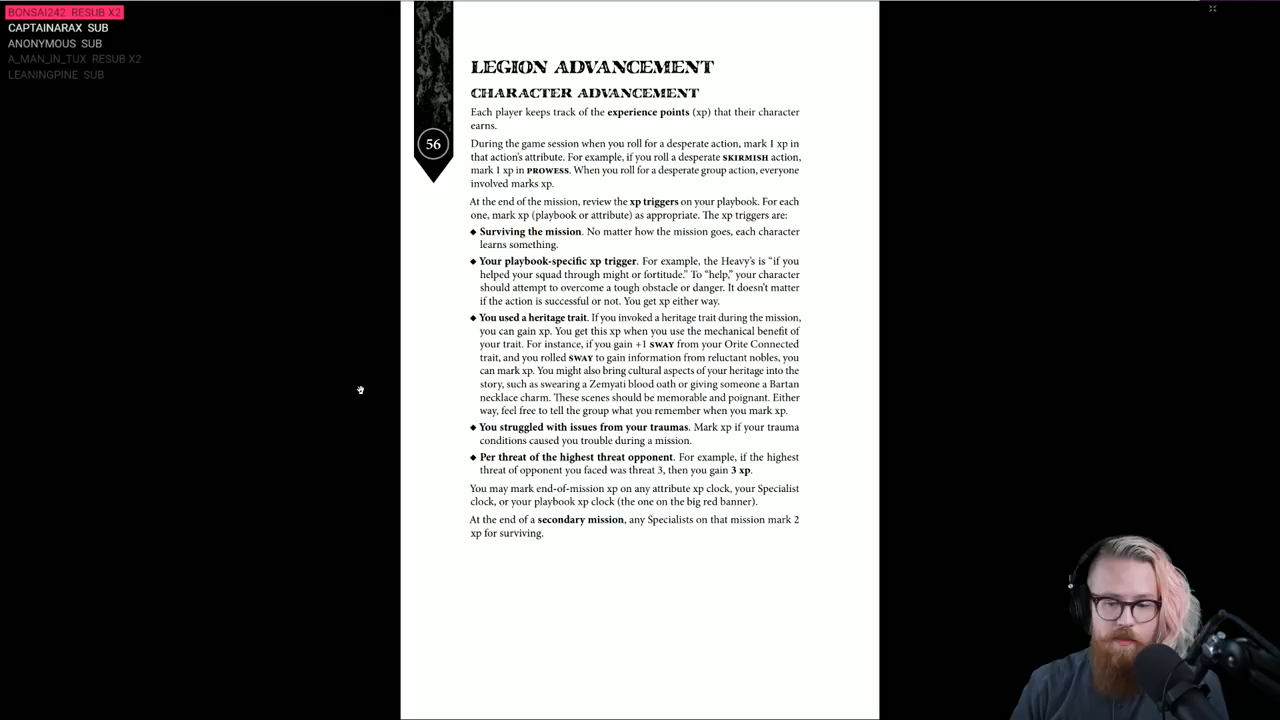 BONSAI242 RESUB X2
CAPTAINARAX SUB
ANONYMOUS SUB
A_MAN_IN_TUX RESUB X2
LEANINGPINE SUB
56
LEGION ADVANCEMENT
CHARACTER ADVANCEMENT
Each player keeps track of the experience points (xp) that their character
earns.
During the game session when you roll for a desperate action, mark 1 xp in
that action's attribute. For example, if you roll a desperate SKIRMISH action,
mark 1 xp in PROWESS. When you roll for a desperate group action, everyone
involved marks xp.
At the end of the mission, review the xp triggers on your playbook. For each
one, mark xp (playbook or attribute) as appropriate. The xp triggers are:
◆ Surviving the mission. No matter how the mission goes, each character
learns something.
◆ Your playbook-specific xp trigger. For example, the Heavy's is “if you
helped your squad through might or fortitude.” To “help,” your character
should attempt to overcome a tough obstacle or danger. It doesn't matter
if the action is successful or not. You get xp either way.
◆ You used a heritage trait. If you invoked a heritage trait during the mission,
you can gain xp. You get this xp when you use the mechanical benefit of
your trait. For instance, if you gain +1 SWAY from your Orite Connected
trait, and you rolled SWAY to gain information from reluctant nobles, you
can mark xp. You might also bring cultural aspects of your heritage into the
story, such as swearing a Zemyati blood oath or giving someone a Bartan
necklace charm. These scenes should be memorable and poignant. Either
way, feel free to tell the group what you remember when you mark xp.
◆ You struggled with issues from your traumas. Mark xp if your trauma
conditions caused you trouble during a mission.
◆ Per threat of the highest threat opponent. For example, if the highest
threat of opponent you faced was threat 3, then you gain 3 xp.
You may mark end-of-mission xp on any attribute xp clock, your Specialist
clock, or your playbook xp clock (the one on the big red banner).
At the end of a secondary mission, any Specialists on that mission mark 2
xp for surviving.